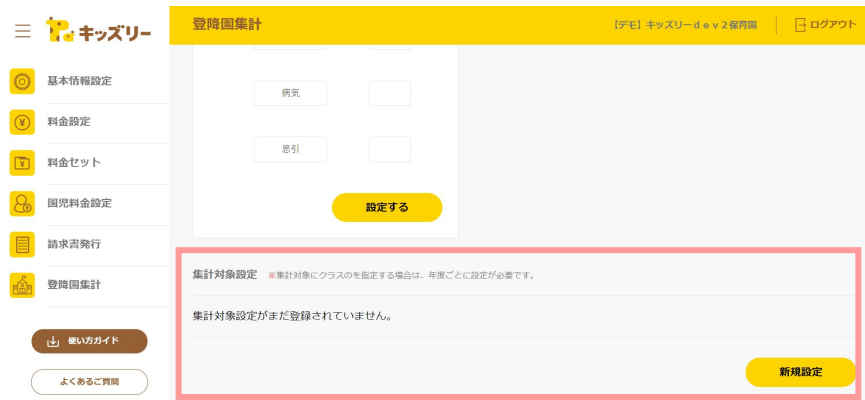 キッズリー
登降園集計
【デモ】キッズリーdev2保育園
ログアウト
基本情報設定
料金設定
料金セット
園児料金設定
請求書発行
登降園集計
使い方ガイド
よくあるご質問
病気
忌引
設定する
集計対象設定 ※集計対象にクラスのを指定する場合は、年度ごとに設定が必要です。
集計対象設定がまだ登録されていません。
新規設定